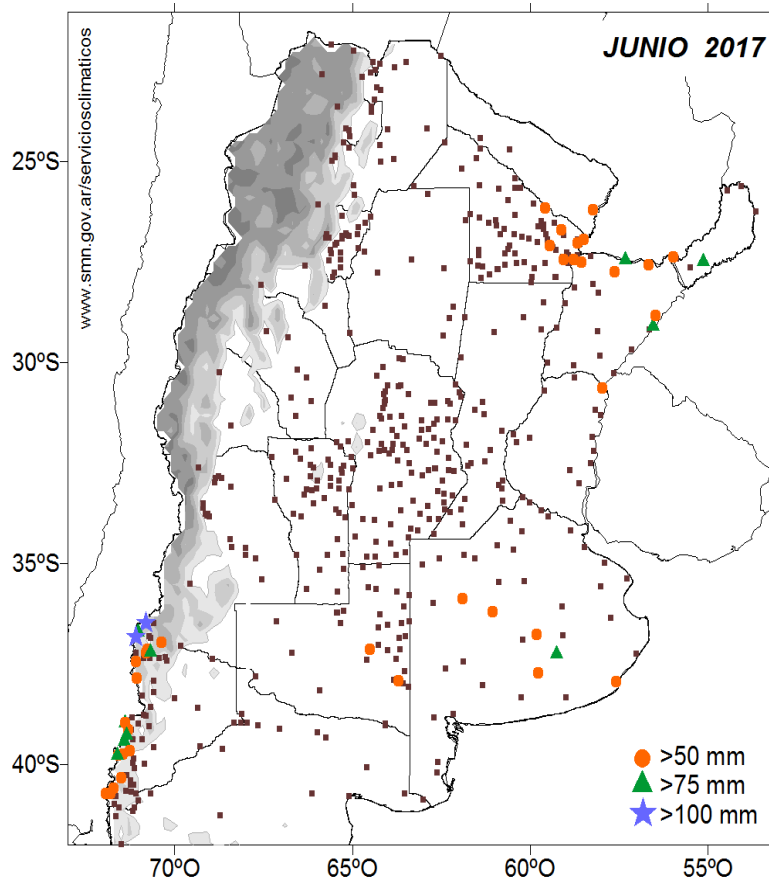 JUNIO 2017
www.smn.gov.ar/serviciosclimaticos
25ºS
30ºS
35ºS
40ºS
>50 mm
>75 mm
>100 mm
70ºO
65ºO
60ºO
55ºO